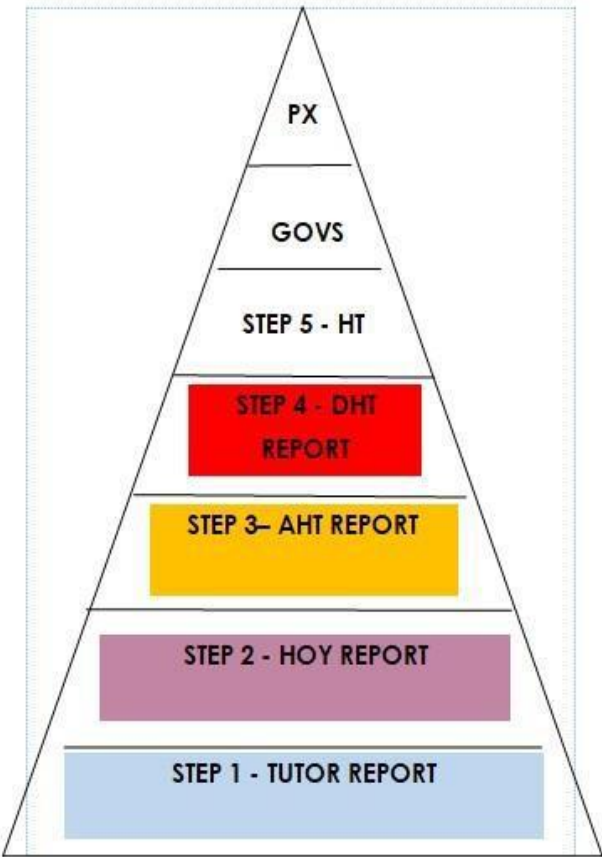 PX
GOVS
STEP 5 - HT
STEP 4 - DHT
REPORT
STEP 3– AHT REPORT
STEP 2 - HOY REPORT
STEP 1 - TUTOR REPORT